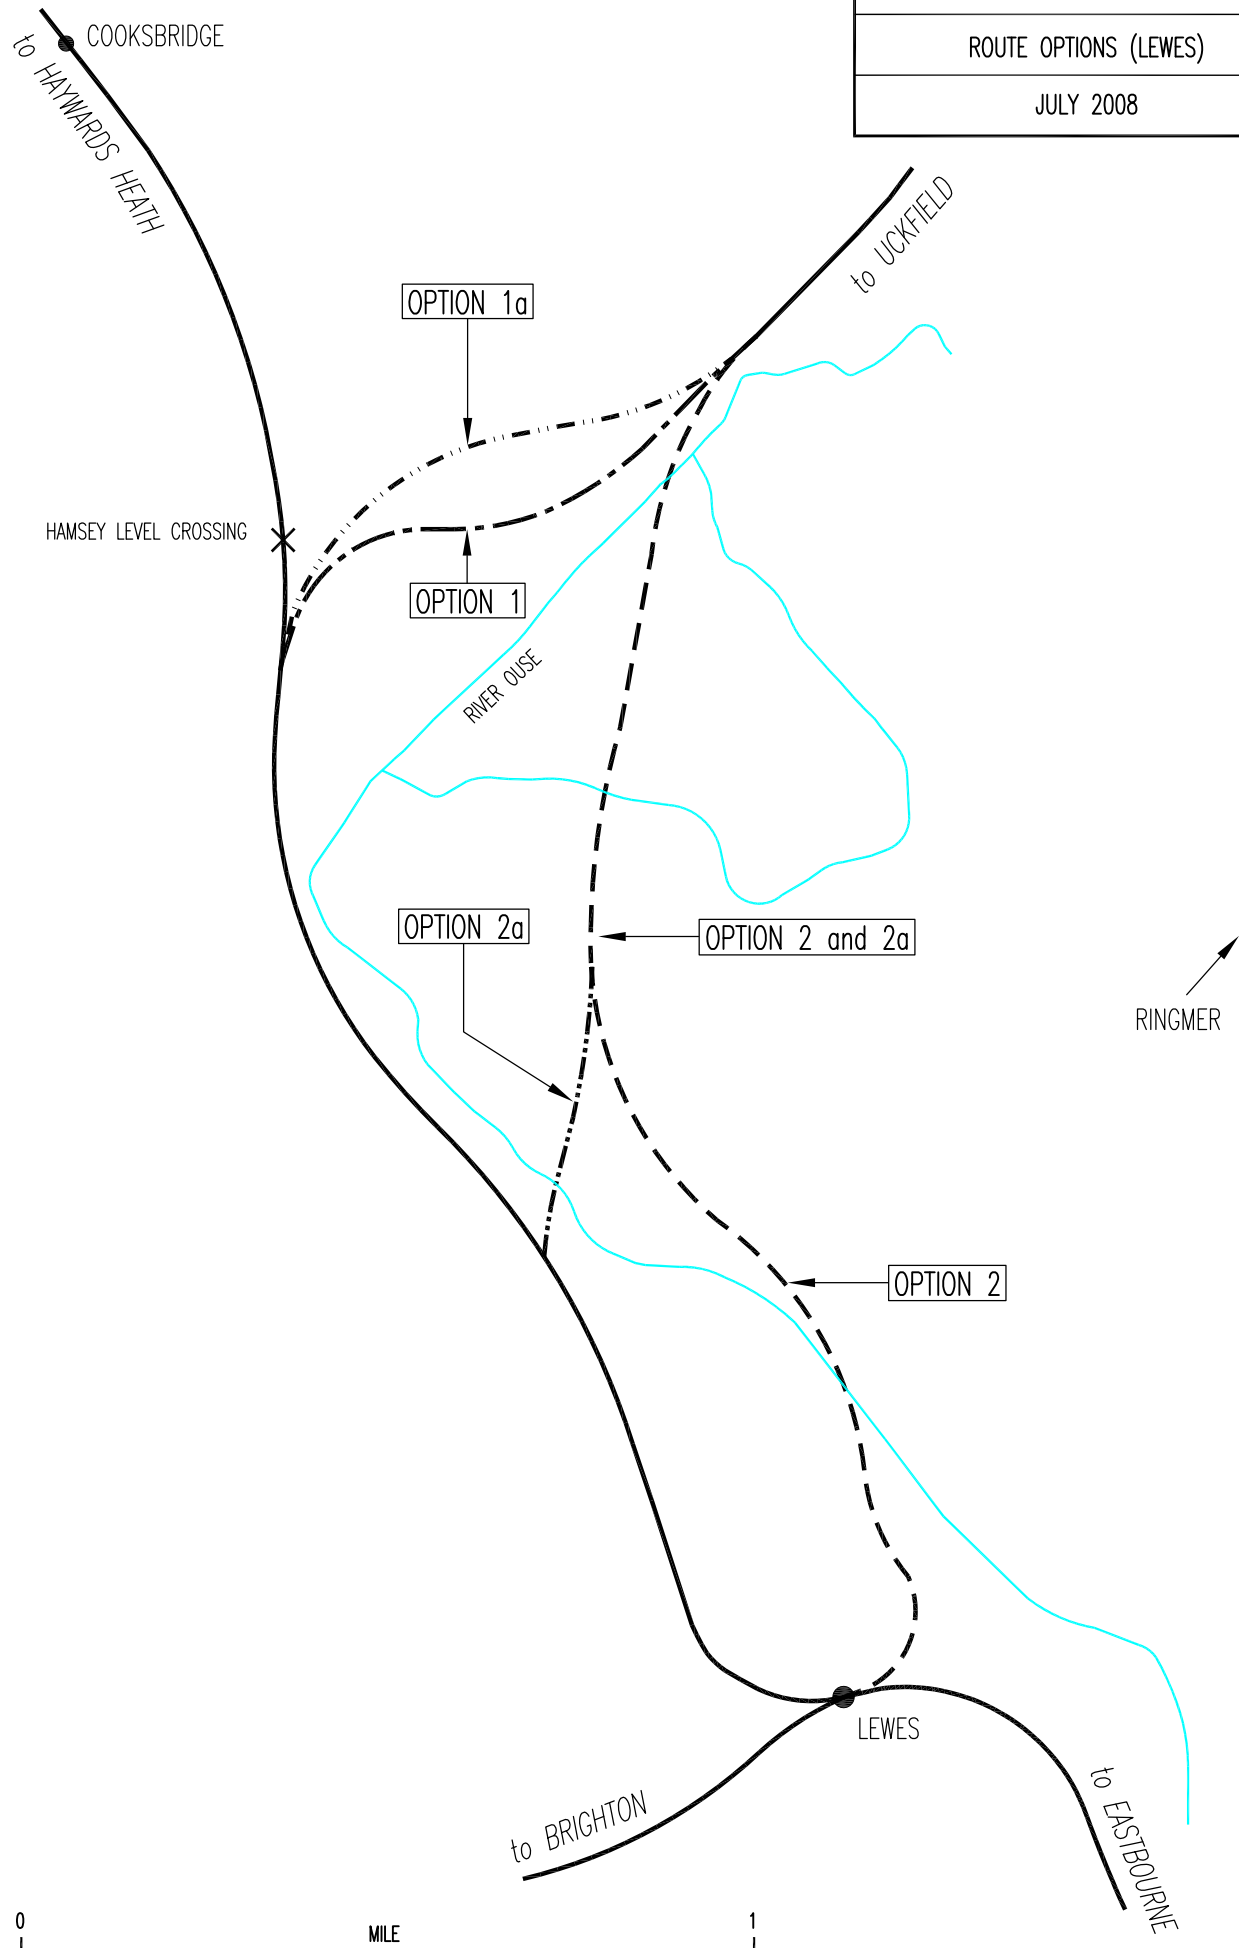 ROUTE OPTIONS (LEWES)
JULY 2008
COOKSBRIDGE
to HAYWARDS HEATH
to UCKFIELD
OPTION 1a
HAMSEY LEVEL CROSSING
OPTION 1
RIVER OUSE
OPTION 2a
OPTION 2 and 2a
RINGMER
OPTION 2
LEWES
to BRIGHTON
to EASTBOURNE
0 MILE 1